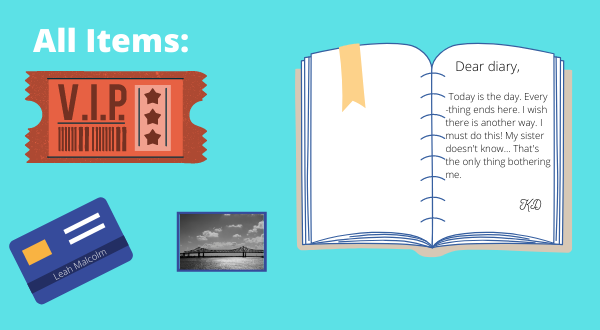 All Items:
V.I.P.
Leah Malcolm
Dear diary,
Today is the day. Every
-thing ends here. I wish
there is another way. I
must do this! My sister
doesn't know... That's
the only thing bothering
me.
KD